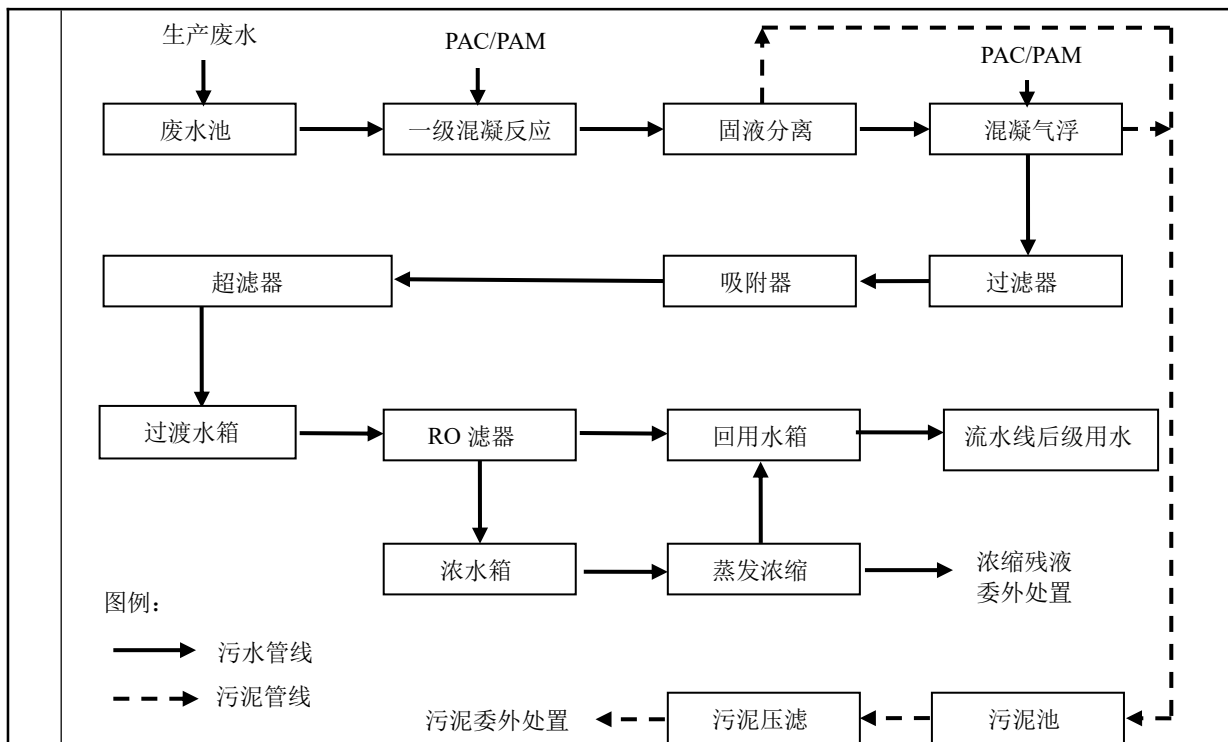 生产废水
PAC/PAM
PAC/PAM
废水池
一级混凝反应
固液分离
混凝气浮
超滤器
吸附器
过滤器
过渡水箱
RO 滤器
回用水箱
流水线后级用水
浓水箱
蒸发浓缩
浓缩残液
委外处置
图例：
污水管线
污泥管线
污泥委外处置
污泥压滤
污泥池